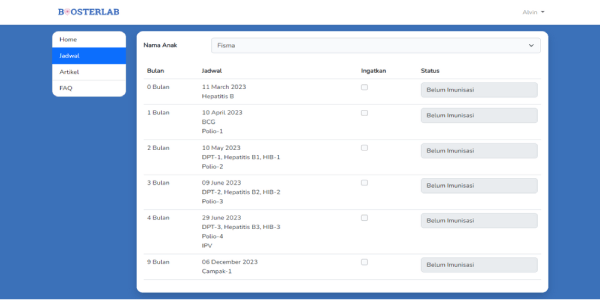 BOOSTERLAB
Alvin
Home
Jadwal
Artikel
FAQ
Nama Anak
Fisma
Bulan Jadwal Ingatkan Status
0 Bulan 11 March 2023 Belum Imunisasi
Hepatitis B
1 Bulan 10 April 2023 Belum Imunisasi
BCG
Polio-1
2 Bulan 10 May 2023 Belum Imunisasi
DPT-1, Hepatitis B1, HIB-1
Polio-2
3 Bulan 09 June 2023 Belum Imunisasi
DPT-2, Hepatitis B2, HIB-2
Polio-3
4 Bulan 29 June 2023 Belum Imunisasi
DPT-3, Hepatitis B3, HIB-3
Polio-4
IPV
9 Bulan 06 December 2023 Belum Imunisasi
Campak-1